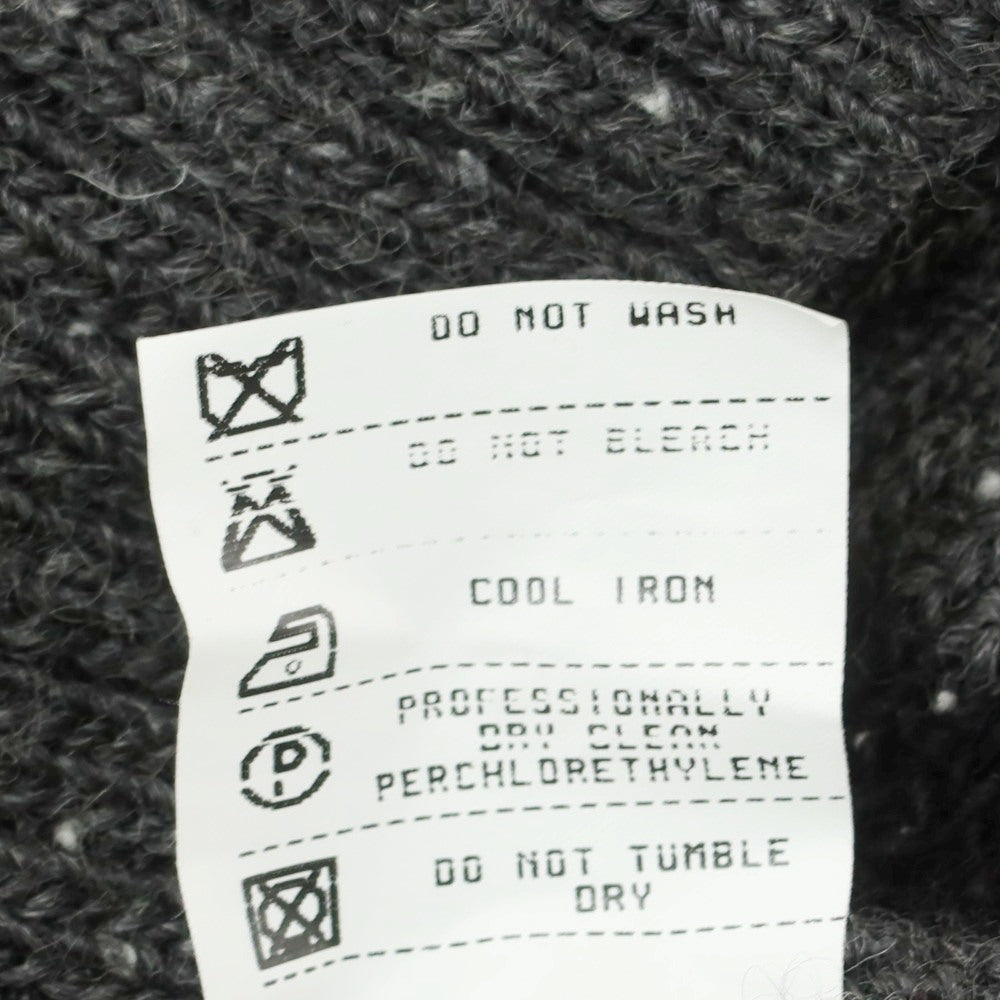 DO NOT WASH
DO NOT BLEACH
COOL IRON
P
PROFESSIONALLY
DRY CLEAN
PERCHLORETHYLENE
DO NOT TUMBLE
DRY